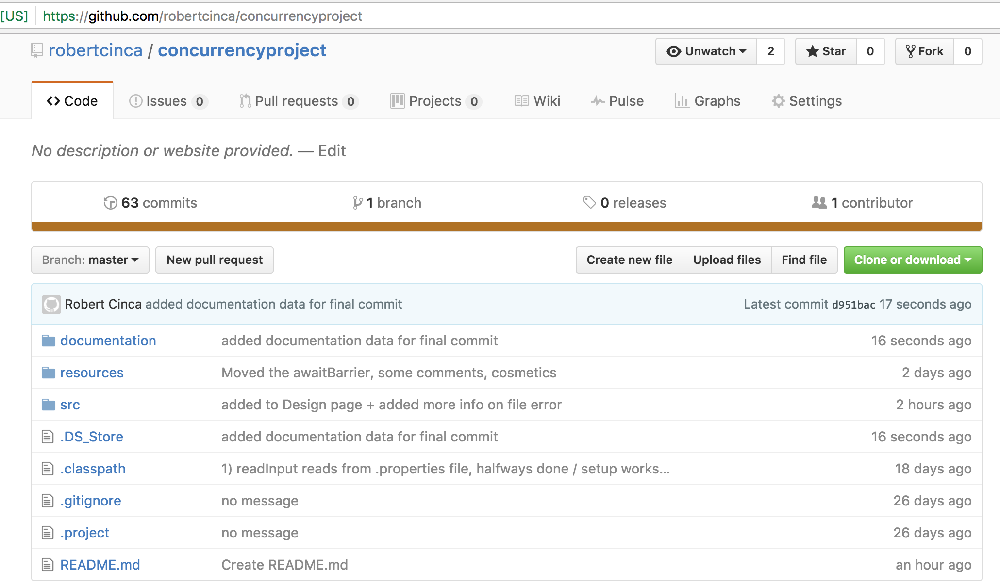 [US] https://github.com/robertcinca/concurrencyproject
robertcinca / concurrencyproject Unwatch 2 Star 0 Fork 0
Code Issues 0 Pull requests 0 Projects 0 Wiki Pulse Graphs Settings
No description or website provided. — Edit
63 commits 1 branch 0 releases 1 contributor
Branch: master New pull request Create new file Upload files Find file Clone or download
Robert Cinca added documentation data for final commit Latest commit d951bac 17 seconds ago
documentation added documentation data for final commit 16 seconds ago
resources Moved the awaitBarrier, some comments, cosmetics 2 days ago
src added to Design page + added more info on file error 2 hours ago
.DS_Store added documentation data for final commit 16 seconds ago
.classpath 1) readInput reads from .properties file, halfways done / setup works... 18 days ago
.gitignore no message 26 days ago
.project no message 26 days ago
README.md Create README.md an hour ago